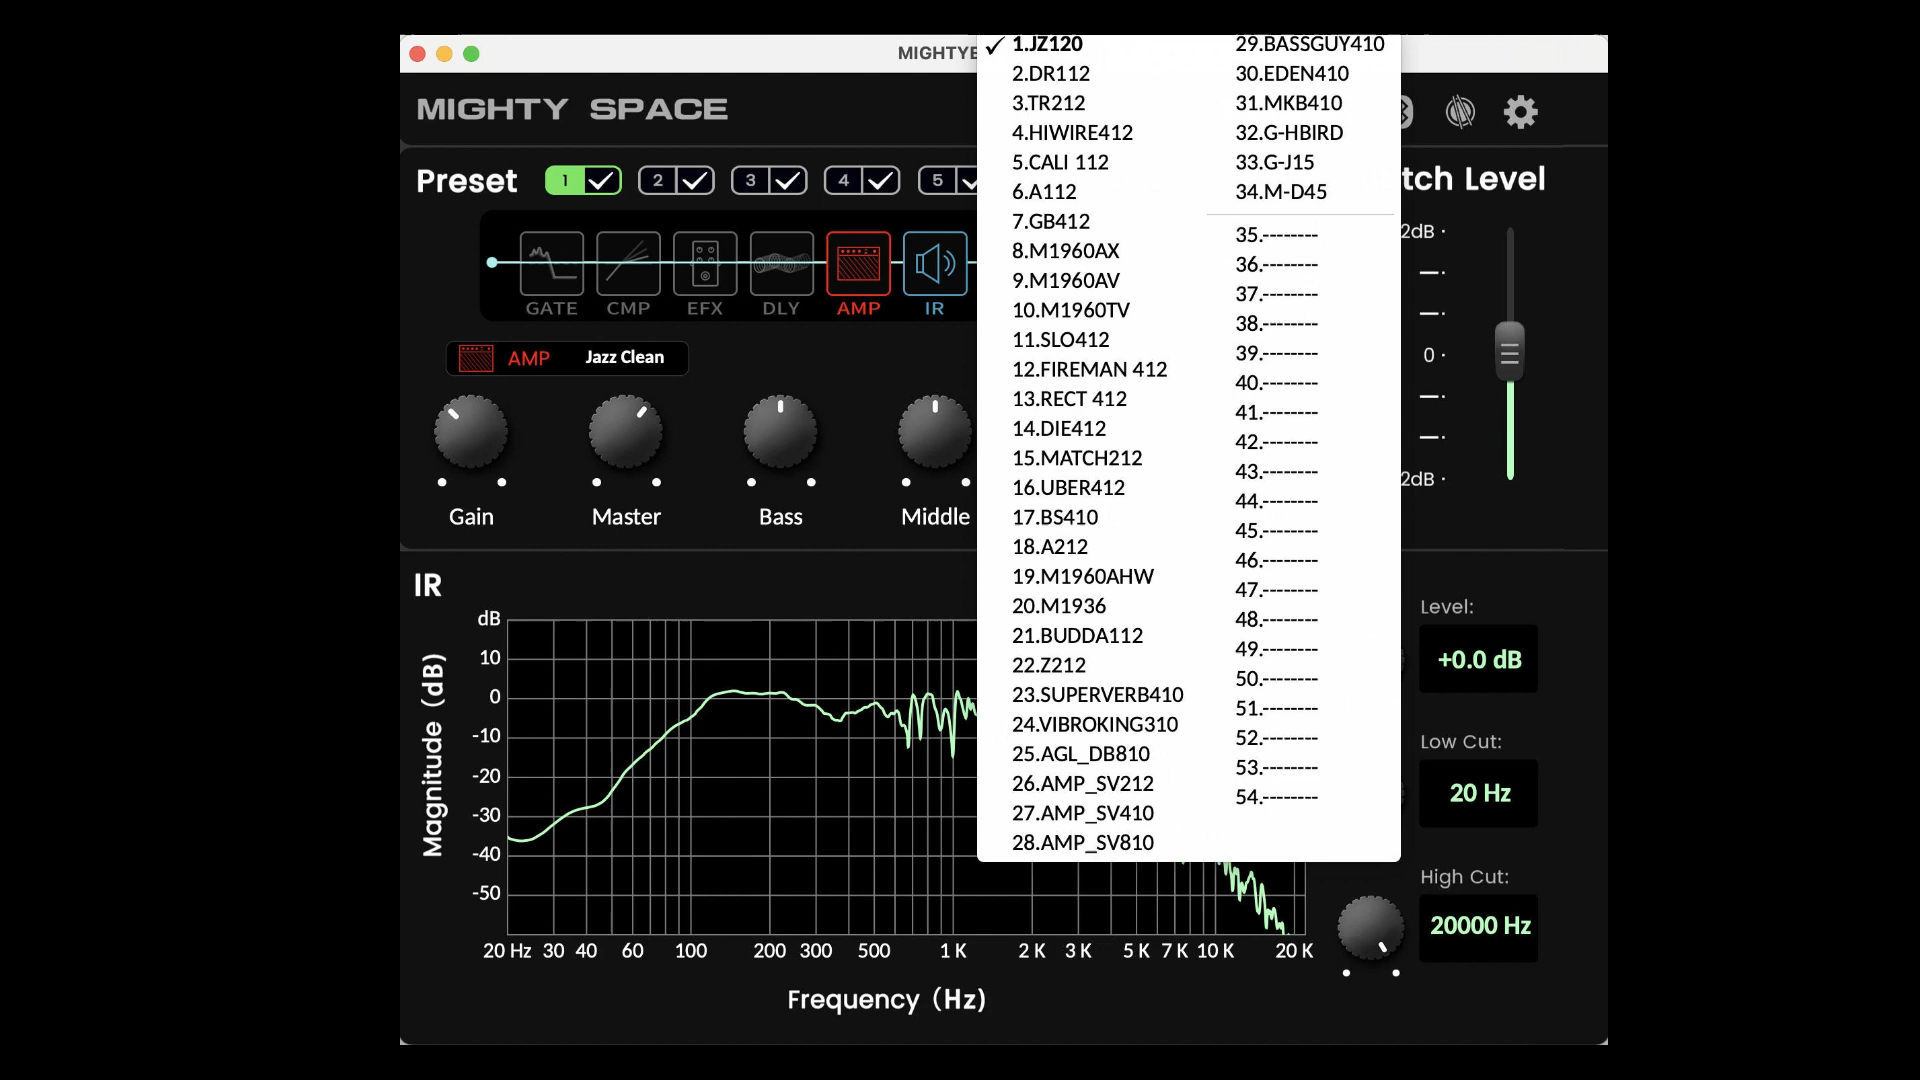 MIGHTYE
MIGHTY SPACE
Preset
1
2
3
4
5
tch Level
GATE
CMP
EFX
DLY
AMP
IR
2dB
0
2dB
AMP Jazz Clean
Gain
Master
Bass
Middle
1.JZ120
2.DR112
3.TR212
4.HIWIRE412
5.CALI 112
6.A112
7.GB412
8.M1960AX
9.M1960AV
10.M1960TV
11.SLO412
12.FIREMAN 412
13.RECT 412
14.DIE412
15.MATCH212
16.UBER412
17.BS410
18.A212
19.M1960AHW
20.M1936
21.BUDDA112
22.Z212
23.SUPERVERB410
24.VIBROKING310
25.AGL_DB810
26.AMP_SV212
27.AMP_SV410
28.AMP_SV810
29.BASSGUY410
30.EDEN410
31.MKB410
32.G-HBIRD
33.G-J15
34.M-D45
35.--------
36.--------
37.--------
38.--------
39.--------
40.--------
41.--------
42.--------
43.--------
44.--------
45.--------
46.--------
47.--------
48.--------
49.--------
50.--------
51.--------
52.--------
53.--------
54.--------
IR
Magnitude (dB)
dB
10
0
-10
-20
-30
-40
-50
20 Hz 30 40 60 100 200 300 500 1 K 2 K 3 K 5 K 7 K 10 K 20 K
Frequency (Hz)
Level:
+0.0 dB
Low Cut:
20 Hz
High Cut:
20000 Hz